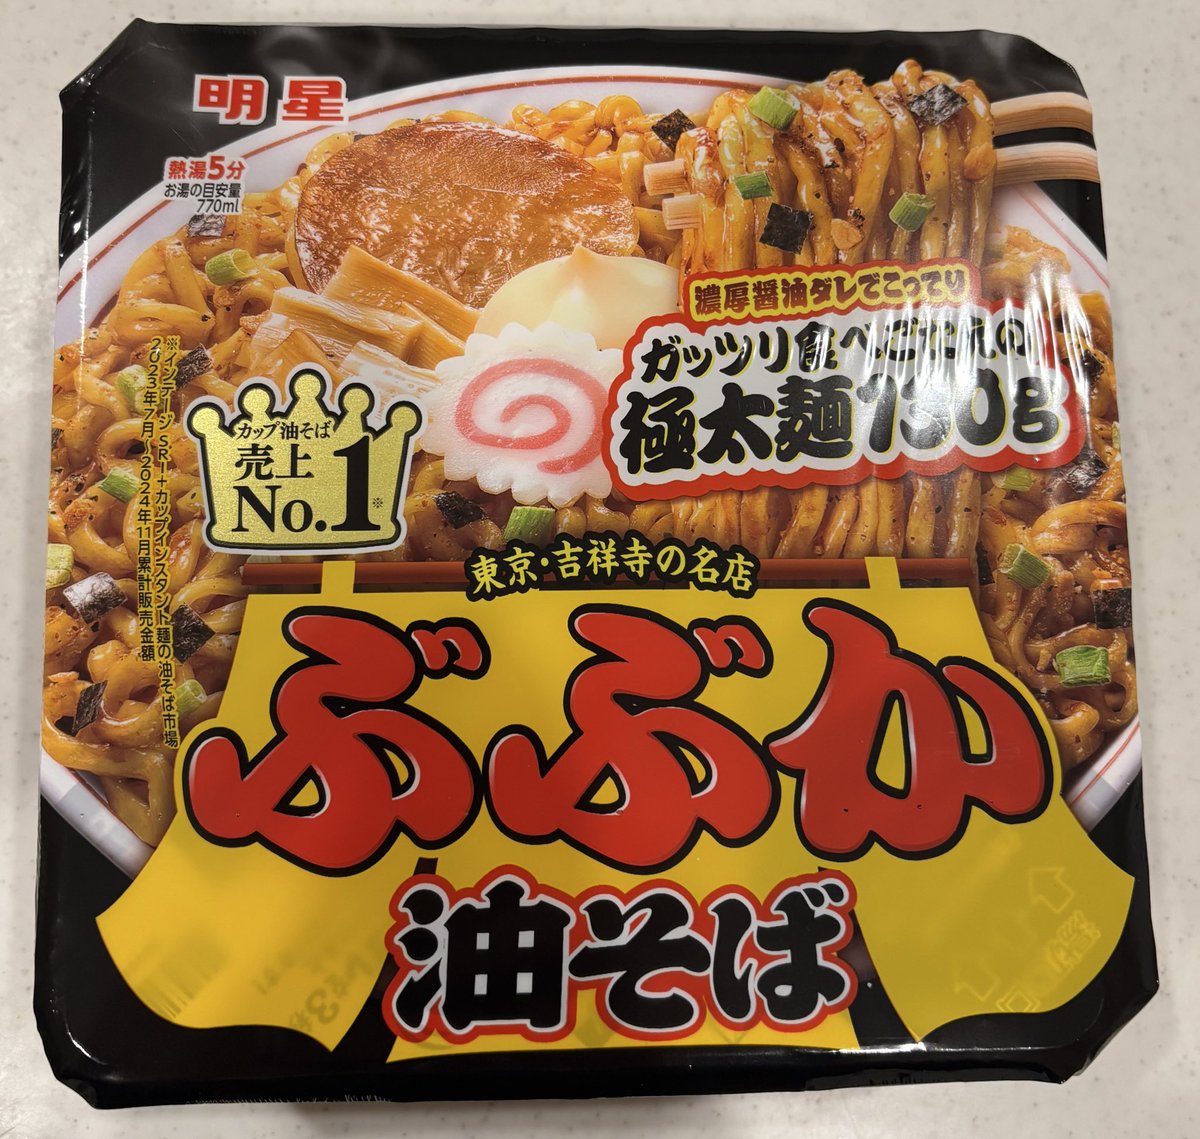 明星
熱湯5分
お湯の目安量
770ml
濃厚醤油ダレでこってり
ガッツリ食べごたえの
極太麺130g
カップ油そば
売上
No.1※
※インテージSRI+カップインスタント麺の油そば市場
2023年7月~2024年11月累計販売金額
東京・吉祥寺の名店
ぶぶか
油そば